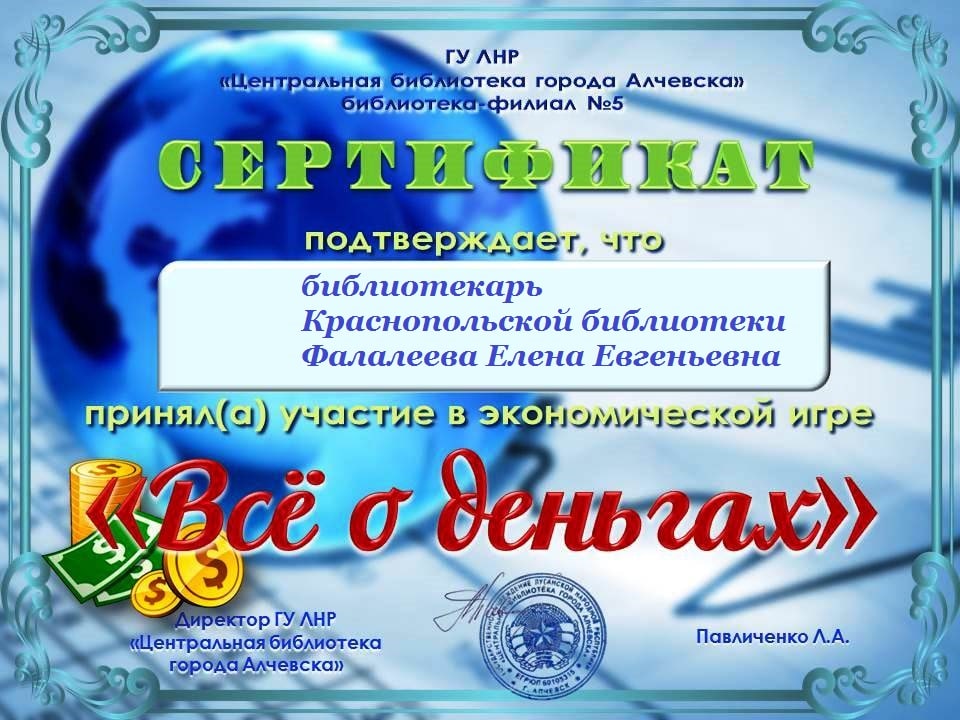 ГУ ЛНР
«Центральная библиотека города Алчевска»
библиотека-филиал №5
СЕРТИФИКАТ
подтверждает, что
библиотекарь
Краснопольской библиотеки
Фалалеева Елена Евгеньевна
принял(а) участие в экономической игре
«Всё о деньгах»
Директор ГУ ЛНР
«Центральная библиотека
города Алчевска»
Павличенко Л.А.
г. АЛЧЕВСК